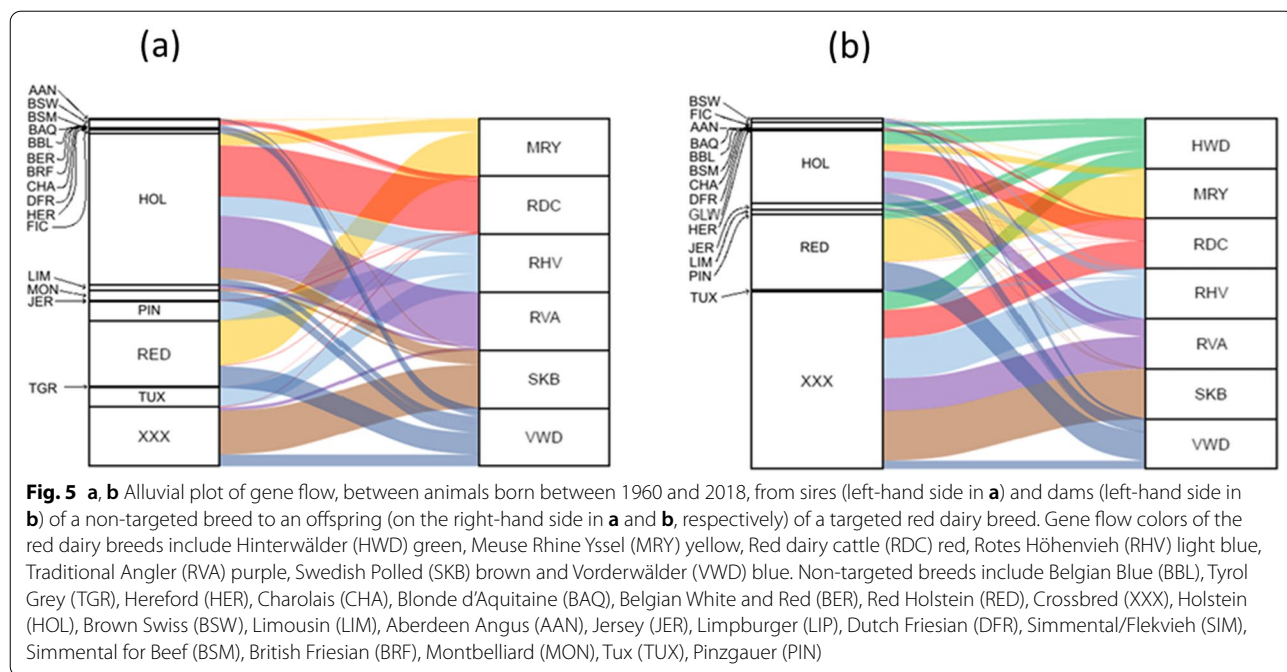 (a)
(b)
AAN
BSW
BSM
BAQ
BBL
BER
BRF
CHA
DFR
HER
FIC
LIM
MON
JER
TGR
HOL
PIN
RED
TUX
XXX
MRY
RDC
RHV
RVA
SKB
VWD
BSW
FIC
AAN
BAQ
BBL
BSM
CHA
DFR
GLW
HER
JER
LIM
PIN
TUX
HOL
RED
XXX
HWD
MRY
RDC
RHV
RVA
SKB
VWD
Fig. 5 a, b Alluvial plot of gene flow, between animals born between 1960 and 2018, from sires (left-hand side in a) and dams (left-hand side in
b) of a non-targeted breed to an offspring (on the right-hand side in a and b, respectively) of a targeted red dairy breed. Gene flow colors of the
red dairy breeds include Hinterwälder (HWD) green, Meuse Rhine Yssel (MRY) yellow, Red dairy cattle (RDC) red, Rotes Höhenvieh (RHV) light blue,
Traditional Angler (RVA) purple, Swedish Polled (SKB) brown and Vorderwälder (VWD) blue. Non-targeted breeds include Belgian Blue (BBL), Tyrol
Grey (TGR), Hereford (HER), Charolais (CHA), Blonde d'Aquitaine (BAQ), Belgian White and Red (BER), Red Holstein (RED), Crossbred (XXX), Holstein
(HOL), Brown Swiss (BSW), Limousin (LIM), Aberdeen Angus (AAN), Jersey (JER), Limpburger (LIP), Dutch Friesian (DFR), Simmental/Flekvieh (SIM),
Simmental for Beef (BSM), British Friesian (BRF), Montbelliard (MON), Tux (TUX), Pinzgauer (PIN)